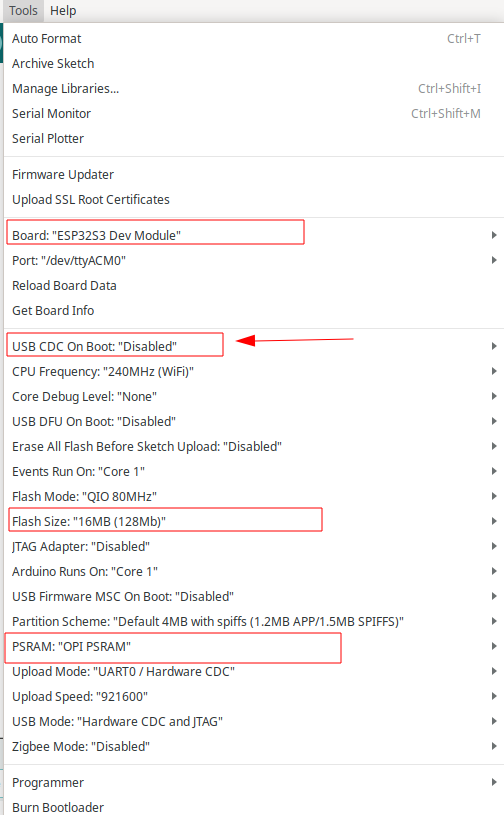 Tools Help
Auto Format Ctrl+T
Archive Sketch
Manage Libraries... Ctrl+Shift+I
Serial Monitor Ctrl+Shift+M
Serial Plotter
Firmware Updater
Upload SSL Root Certificates
Board: "ESP32S3 Dev Module"
Port: "/dev/ttyACM0"
Reload Board Data
Get Board Info
USB CDC On Boot: "Disabled"
CPU Frequency: "240MHz (WiFi)"
Core Debug Level: "None"
USB DFU On Boot: "Disabled"
Erase All Flash Before Sketch Upload: "Disabled"
Events Run On: "Core 1"
Flash Mode: "QIO 80MHz"
Flash Size: "16MB (128Mb)"
JTAG Adapter: "Disabled"
Arduino Runs On: "Core 1"
USB Firmware MSC On Boot: "Disabled"
Partition Scheme: "Default 4MB with spiffs (1.2MB APP/1.5MB SPIFFS)"
PSRAM: "OPI PSRAM"
Upload Mode: "UART0 / Hardware CDC"
Upload Speed: "921600"
USB Mode: "Hardware CDC and JTAG"
Zigbee Mode: "Disabled"
Programmer
Burn Bootloader